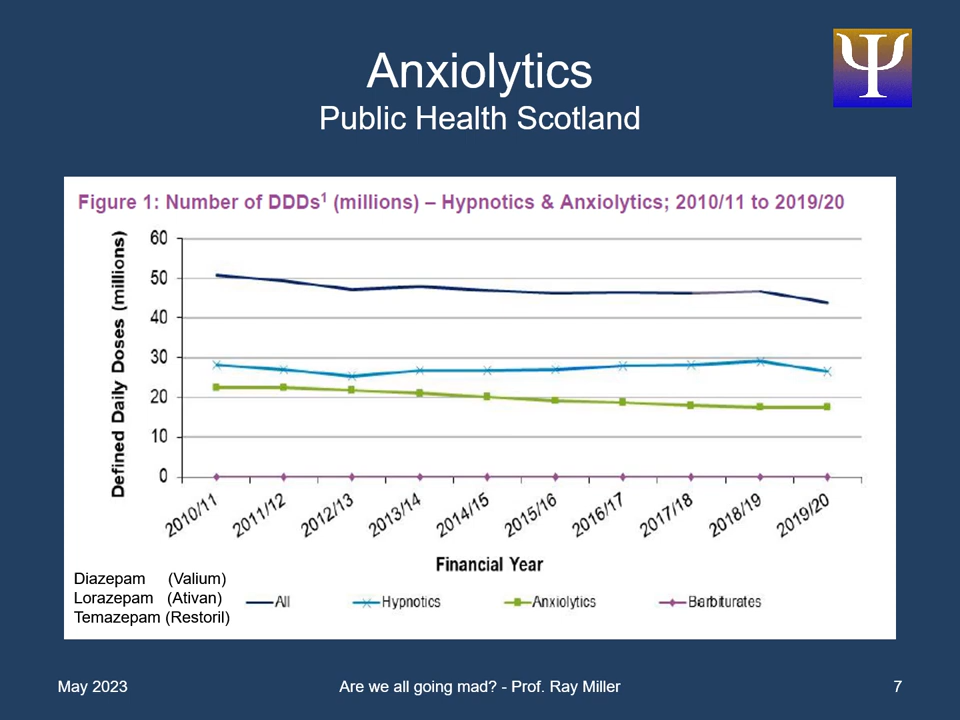 Anxiolytics
Public Health Scotland
Ψ
Figure 1: Number of DDDs¹ (millions) – Hypnotics & Anxiolytics; 2010/11 to 2019/20
Defined Daily Doses (millions)
60
50
40
30
20
10
0
2010/11 2011/12 2012/13 2013/14 2014/15 2015/16 2016/17 2017/18 2018/19 2019/20
Financial Year
Diazepam (Valium)
Lorazepam (Ativan)
Temazepam (Restoril)
All Hypnotics Anxiolytics Barbiturates
May 2023 Are we all going mad? - Prof. Ray Miller 7